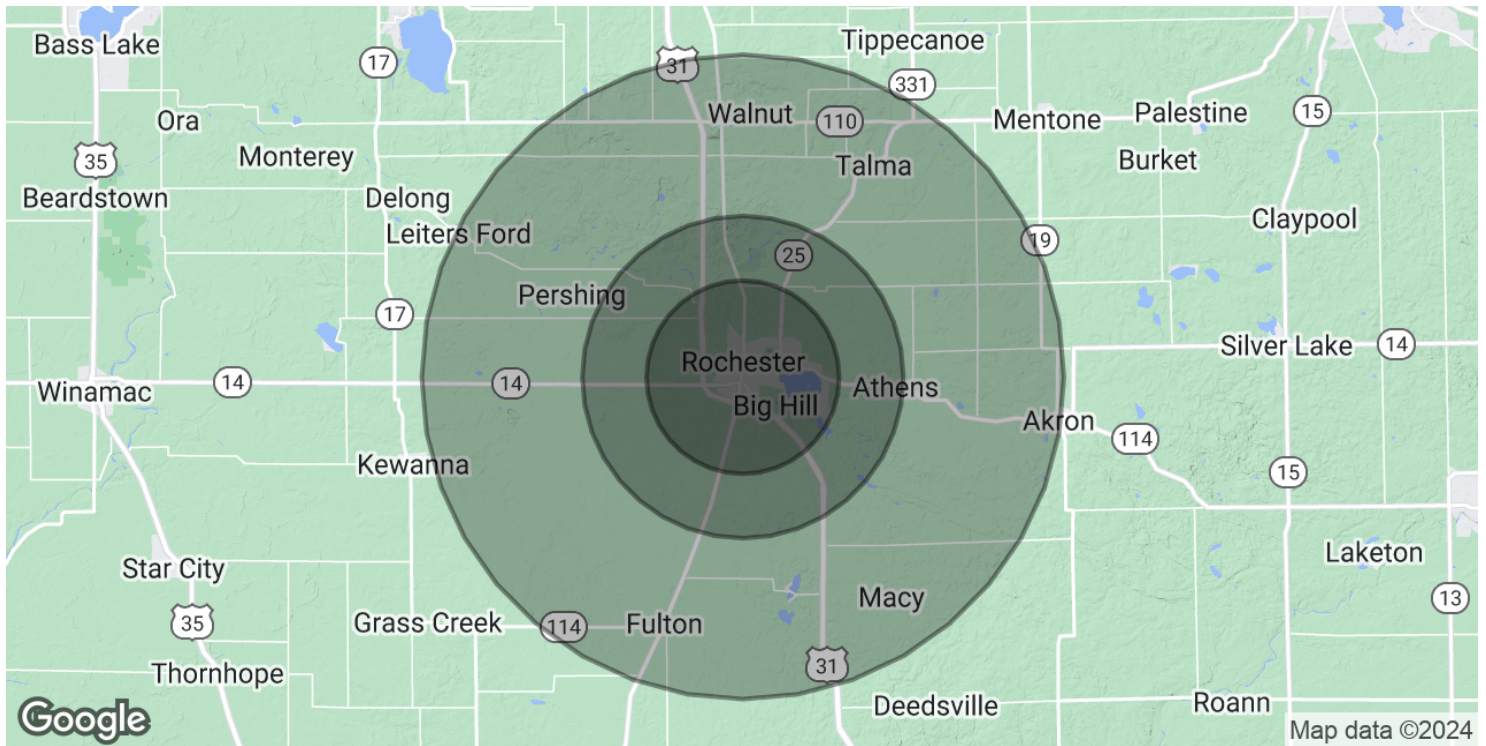 Tippecanoe
Bass Lake
17
31
331
Walnut
110
Mentone
Palestine
15
Ora
35
Monterey
Talma
Burket
Beardstown
Delong
Claypool
Leiters Ford
19
25
Pershing
17
Silver Lake
14
Rochester
Winamac
14
14
Athens
Big Hill
Akron
114
Kewanna
15
Laketon
Star City
Macy
13
35
Grass Creek
114
Fulton
31
Thornhope
Deedsville
Roann
Google
Map data ©2024